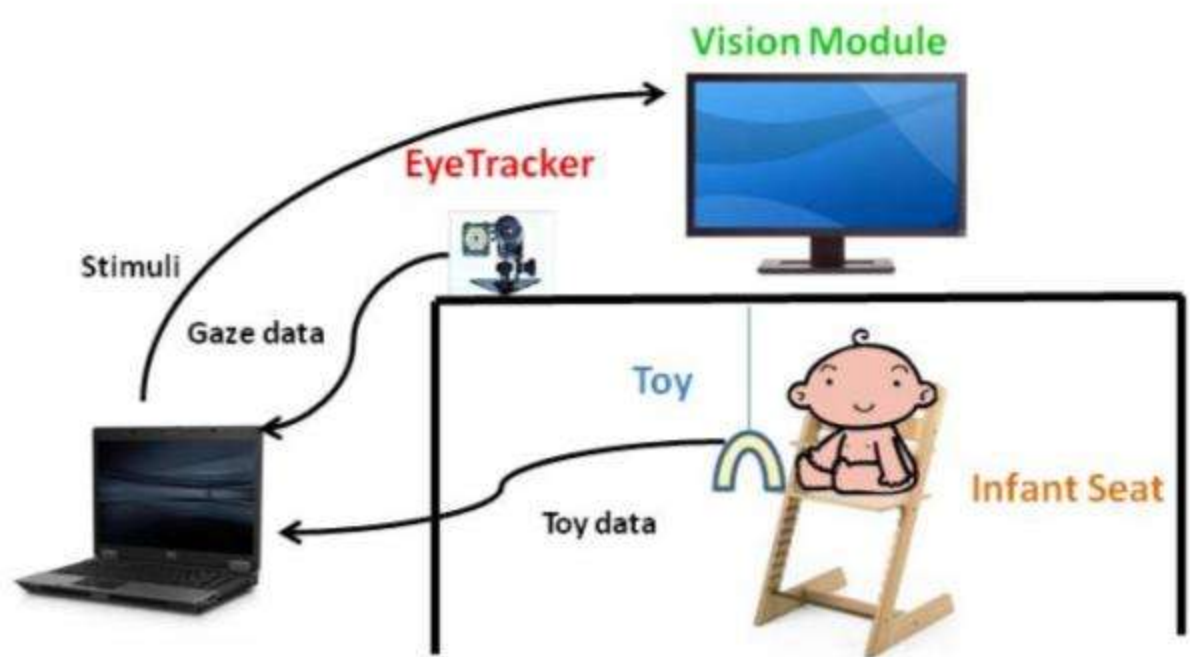 Vision Module
EyeTracker
Stimuli
Gaze data
Toy
Infant Seat
Toy data